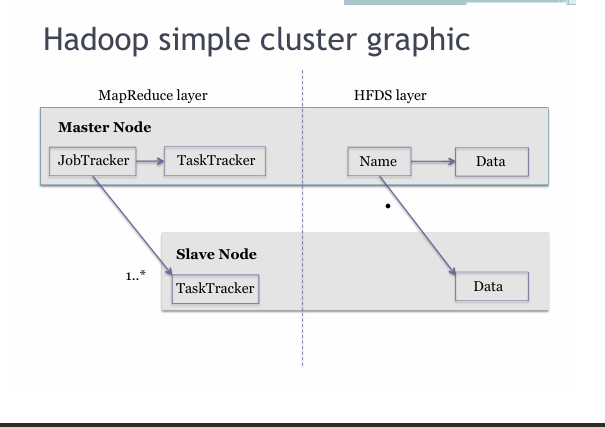 Hadoop simple cluster graphic
MapReduce layer
HFDS layer
Master Node
JobTracker
TaskTracker
Name
Data
Slave Node
1..*
TaskTracker
Data